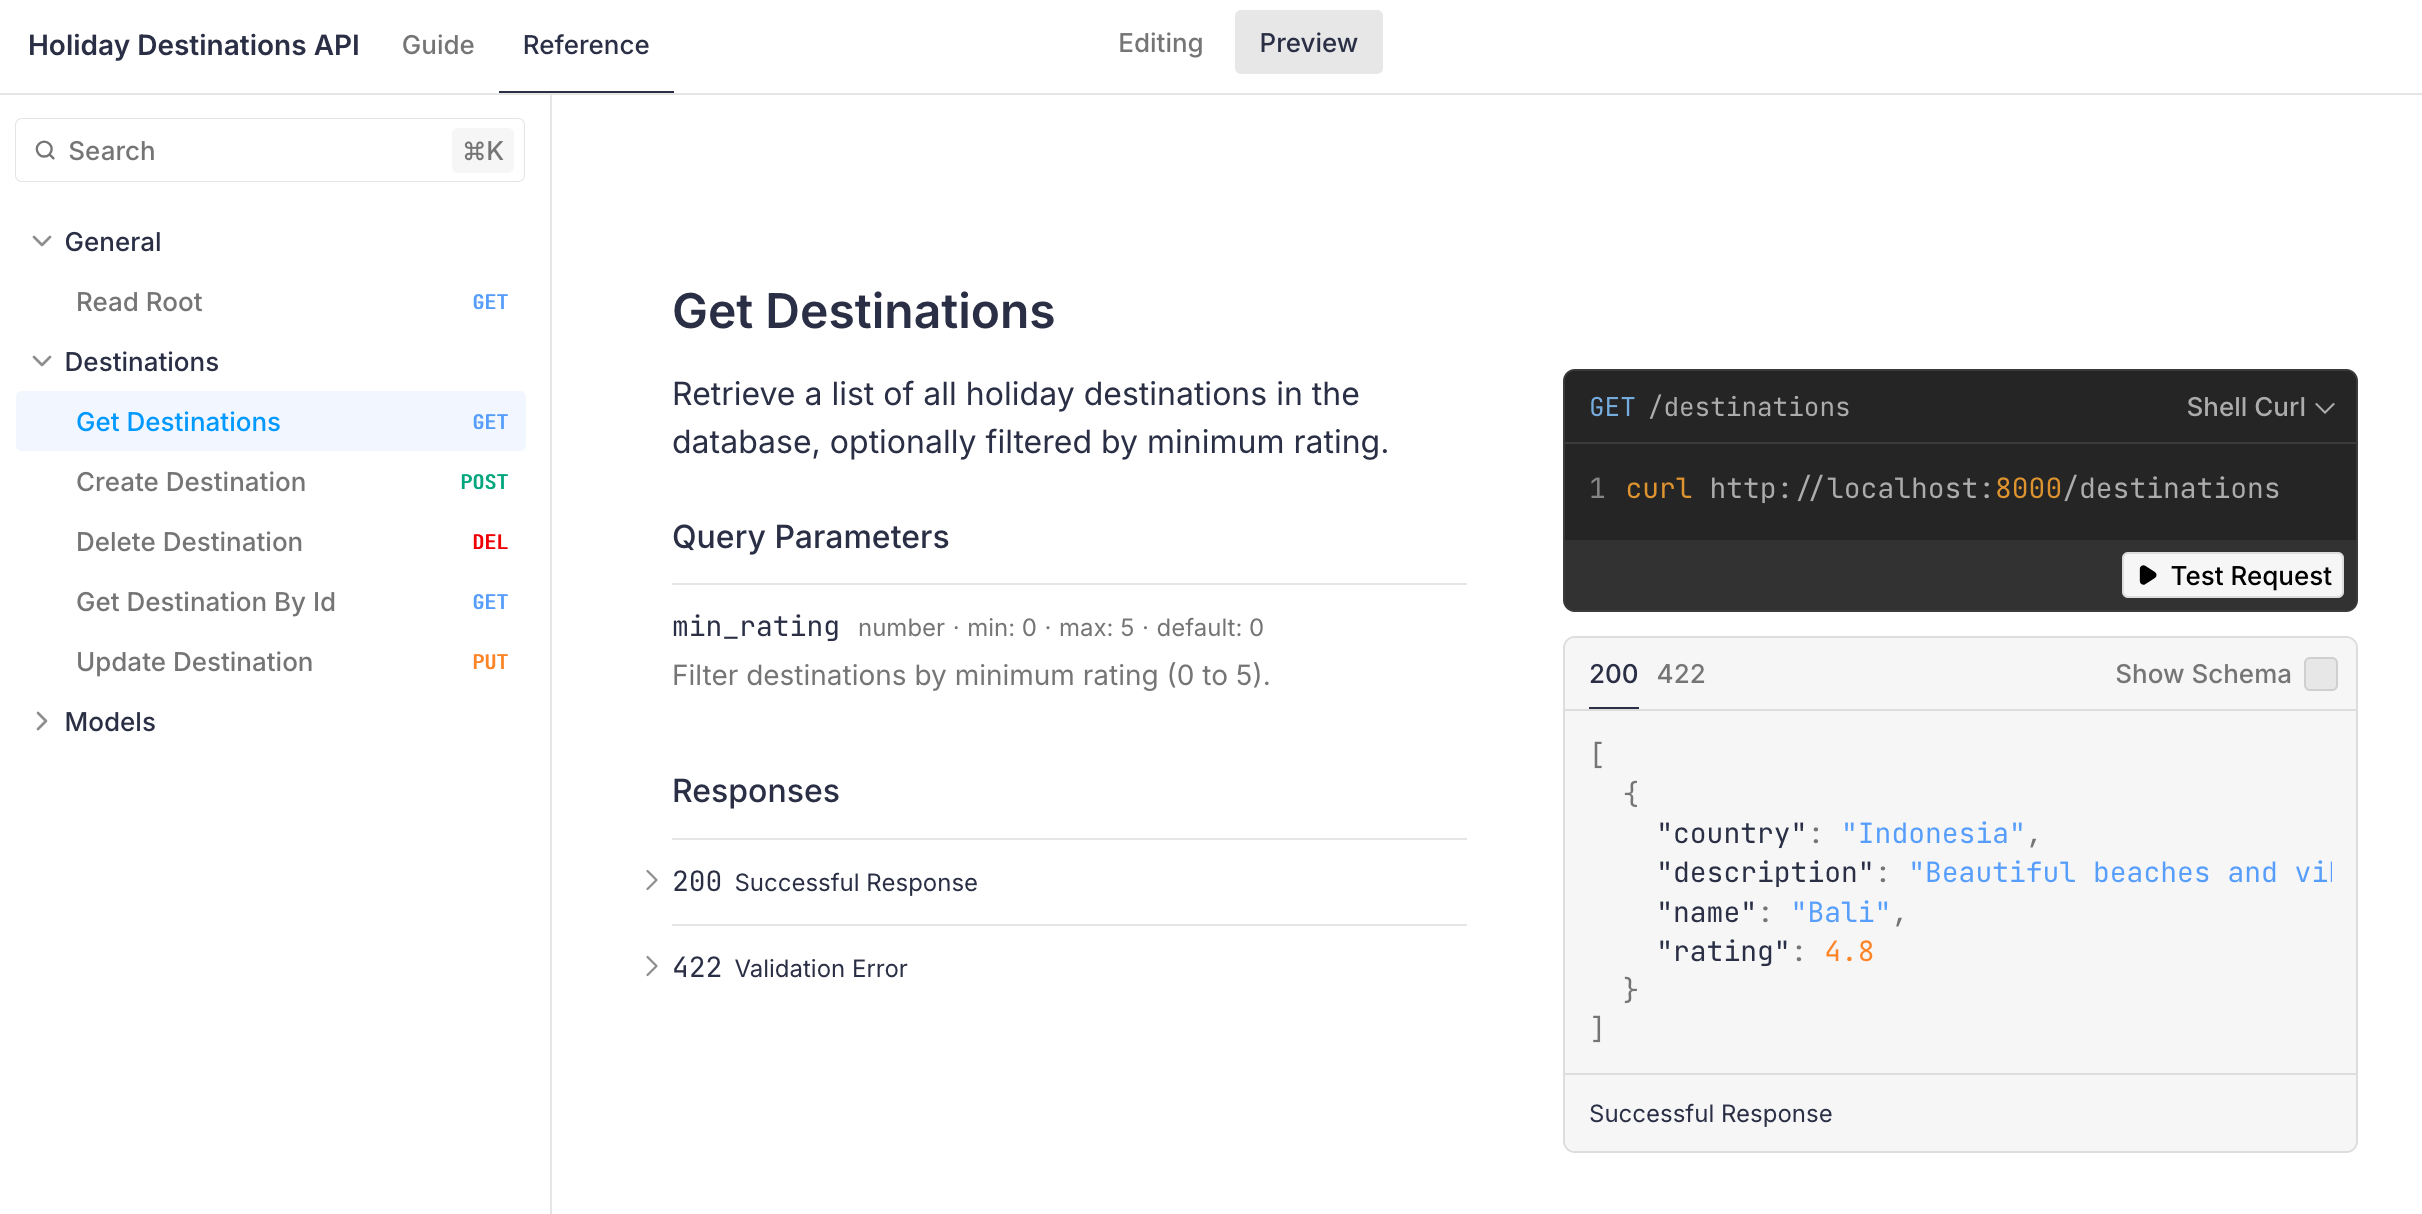 Holiday Destinations API Guide Reference Editing Preview
Search ⌘K
General
Read Root GET
Destinations
Get Destinations GET
Create Destination POST
Delete Destination DEL
Get Destination By Id GET
Update Destination PUT
Models
Get Destinations
Retrieve a list of all holiday destinations in the
database, optionally filtered by minimum rating.
Query Parameters
min_rating number · min: 0 · max: 5 · default: 0
Filter destinations by minimum rating (0 to 5).
Responses
200 Successful Response
422 Validation Error
GET /destinations Shell Curl
1 curl http://localhost:8000/destinations
Test Request
200 422 Show Schema
[
{
"country": "Indonesia",
"description": "Beautiful beaches and
"name": "Bali",
"rating": 4.8
}
]
Successful Response